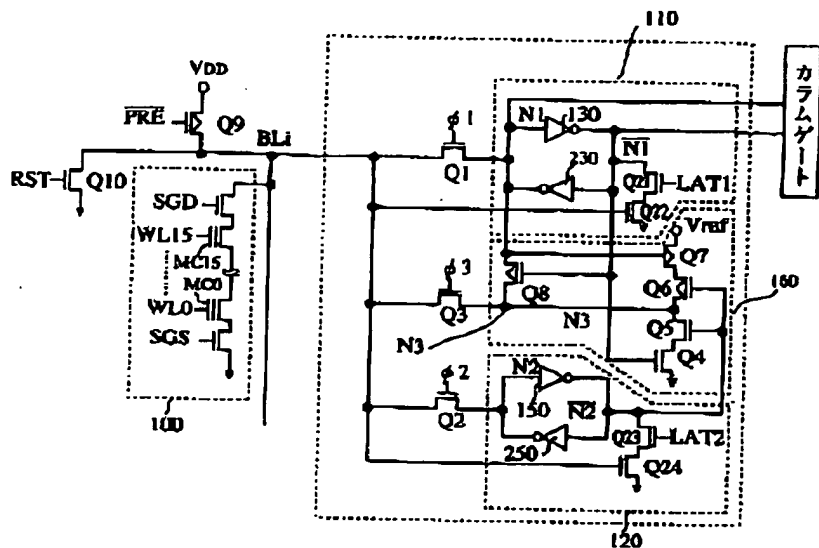 110
VDD
PRE
Q9
BLi
RST
Q10
SGD
WL15
MC15
MC0
WL0
SGS
100
φ1
Q1
N1
130
N1
230
Q21
LAT1
Q22
カラムゲート
Vref
Q7
Q6
160
φ3
Q3
Q8
N3
N3
Q5
Q4
φ2
Q2
N2
150
N2
250
Q23
LAT2
Q24
120